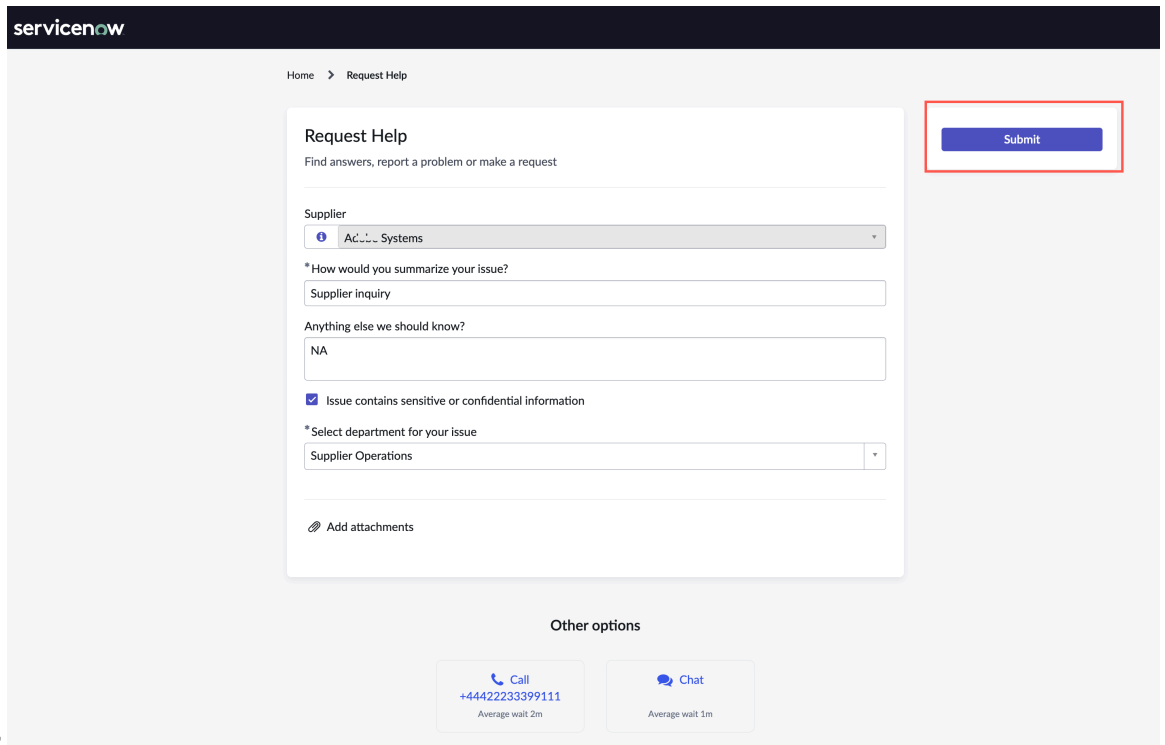 servicenow
Home > Request Help
Request Help
Submit
Find answers, report a problem or make a request
Supplier
Systems
*How would you summarize your issue?
Supplier inquiry
Anything else we should know?
NA
Issue contains sensitive or confidential information
*Select department for your issue
Supplier Operations
Add attachments
Other options
Call
+44422233399111
Average wait 2m
Chat
Average wait 1m